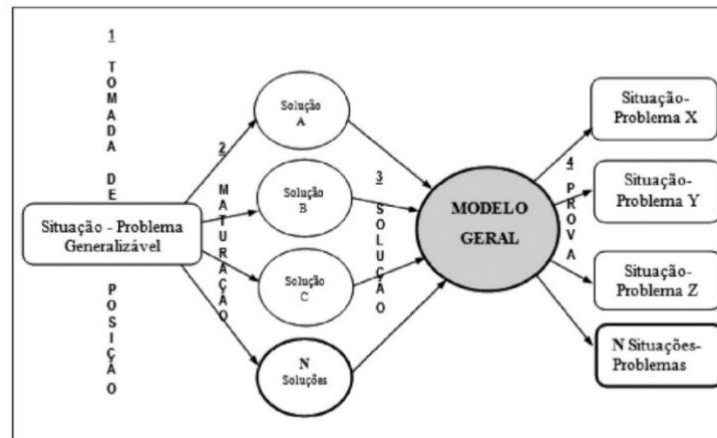 1 TOMADA DE POSIÇÃO
Situação - Problema
Generalizável
2 MATURAÇÃO
Solução
A
Solução
B
Solução
C
N
Soluções
3 SOLUÇÃO
MODELO
GERAL
4 PROVA
Situação-
Problema X
Situação-
Problema Y
Situação-
Problema Z
N Situações-
Problemas